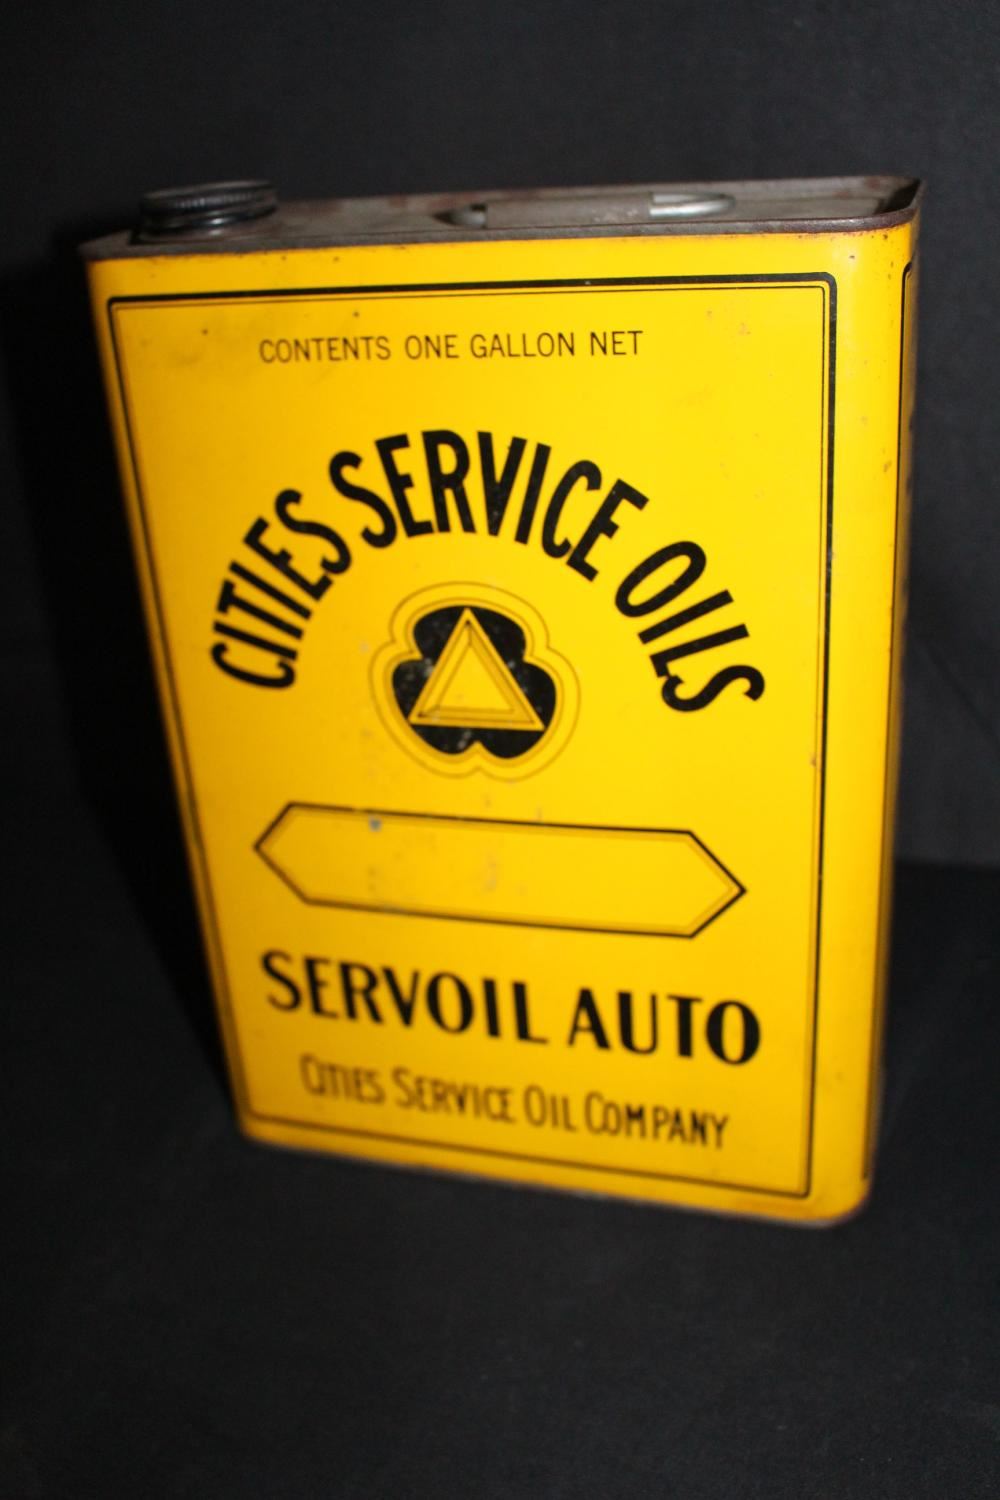 CONTENTS ONE GALLON NET
CITIES SERVICE OILS
SERVOIL AUTO
CITIES SERVICE OIL COMPANY